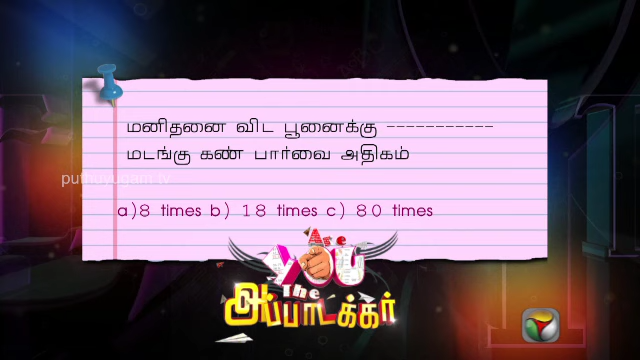 மனிதனை விட பூனைக்கு -----------
மடங்கு கண் பார்வை அதிகம்
puthuyugam tv
a)8 times b) 18 times c) 80 times
Are
YOU
The
அப்பாடக்கர்